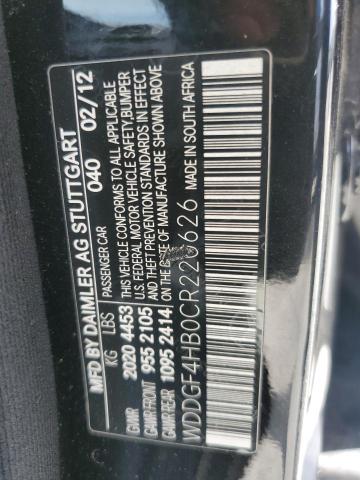 MFD BY DAIMLER AG STUTTGART
040 02/12
PASSENGER CAR
KG LBS
GVWR 2020 4453
GAWR-FRONT 955 2105
GAWR-REAR 1095 2414
THIS VEHICLE CONFORMS TO ALL APPLICABLE
U.S. FEDERAL MOTOR VEHICLE SAFETY, BUMPER
AND THEFT PREVENTION STANDARDS IN EFFECT
ON THE DATE OF MANUFACTURE SHOWN ABOVE
MADE IN SOUTH AFRICA